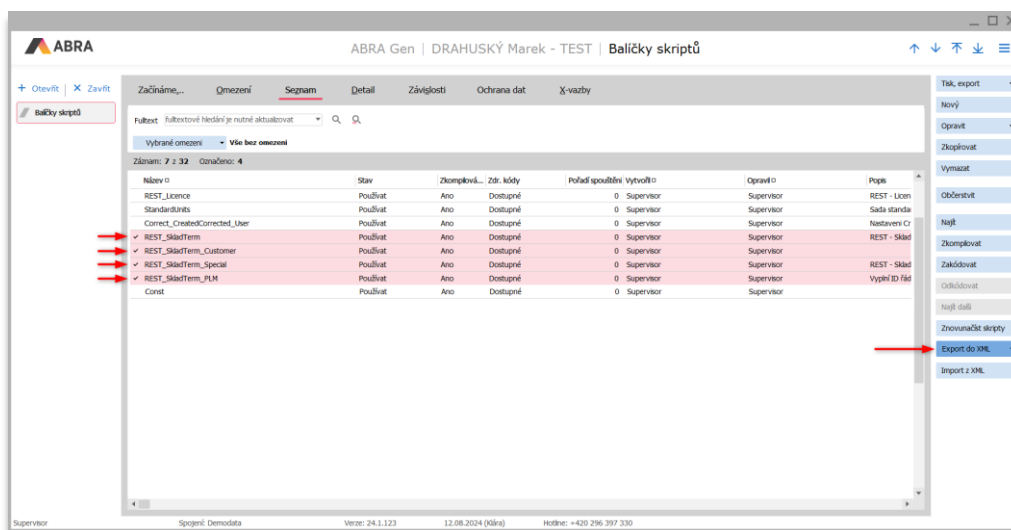 ABRA
ABRA Gen | DRAHUSKÝ Marek - TEST | Balíčky skriptů
+ Otevřít | X Zavřít
Balíčky skriptů
Začínáme,.. Omezení Seznam Detail Závislosti Ochrana dat X-vazby
Fulltext fulltextové hledání je nutné aktualizovat
Vybrané omezení Vše bez omezení
Záznam: 7 z 32 Označeno: 4
Název Stav Zkomplová... Zdr. kódy Pořadí spouštění Vytvořil Opravil Popis
REST_Licence Používat Ano Dostupné 0 Supervisor Supervisor REST - Licen
StandardUnits Používat Ano Dostupné 0 Supervisor Supervisor Sada standa
Correct_CreatedCorrected_User Používat Ano Dostupné 0 Supervisor Supervisor Nastavení Cr
REST_SkladTerm Používat Ano Dostupné 0 Supervisor Supervisor REST - Sklad
REST_SkladTerm_Customer Používat Ano Dostupné 0 Supervisor Supervisor
REST_SkladTerm_Special Používat Ano Dostupné 0 Supervisor Supervisor REST - Sklad
REST_SkladTerm_PLM Používat Ano Dostupné 0 Supervisor Supervisor Vyplní ID řád
Const Používat Ano Dostupné 0 Supervisor Supervisor
Tisk, export
Nový
Opravit
Zkopírovat
Vymazat
Občerstvit
Najít
Zkomplovat
Zakódovat
Odkódovat
Najít další
Znovunačíst skripty
Export do XML
Import z XML
Supervisor Spojení: Demodata Verze: 24.1.123 12.08.2024 (Klára) Hotline: +420 296 397 330